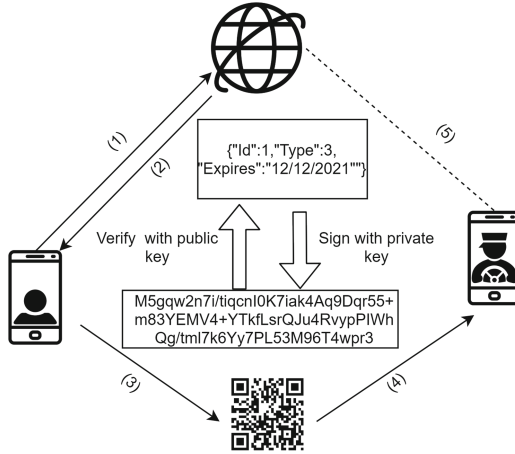 (1)
(2)
(5)
{"Id":1,"Type":3,
"Expires":"12/12/2021""}
Verify with public
key
Sign with private
key
M5gqw2n7i/tiqcnI0K7iak4Aq9Dqr55+
m83YEMV4+YTkfLsrQJu4RvypPIWh
Qg/tml7k6Yy7PL53M96T4wpr3
(3)
(4)